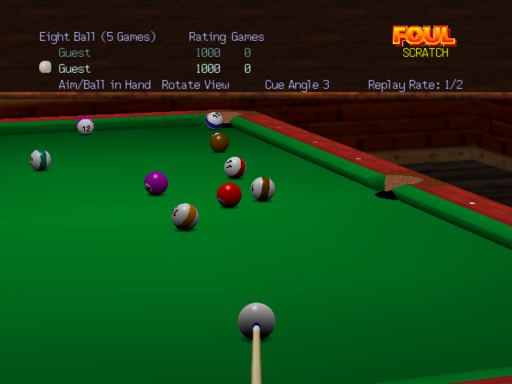 Eight Ball (5 Games) Rating Games
FOUL
SCRATCH
Guest 1000 0
Guest 1000 0
Aim/Ball in Hand Rotate View Cue Angle 3 Replay Rate: 1/2
12